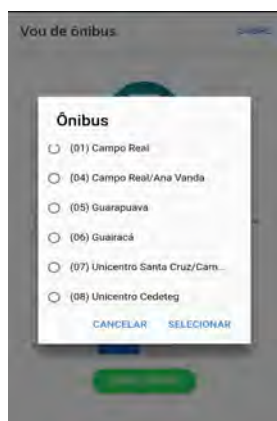 Vou de ônibus
Ônibus
(01) Campo Real
(04) Campo Real/Ana Vanda
(05) Guarapuava
(06) Guairacá
(07) Unicentro Santa Cruz/Cam...
(08) Unicentro Cedeteg
CANCELAR SELECIONAR